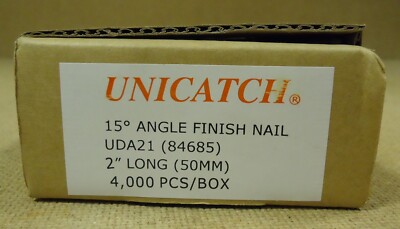 UNICATCH®
15° ANGLE FINISH NAIL
UDA21 (84685)
2” LONG (50MM)
4,000 PCS/BOX